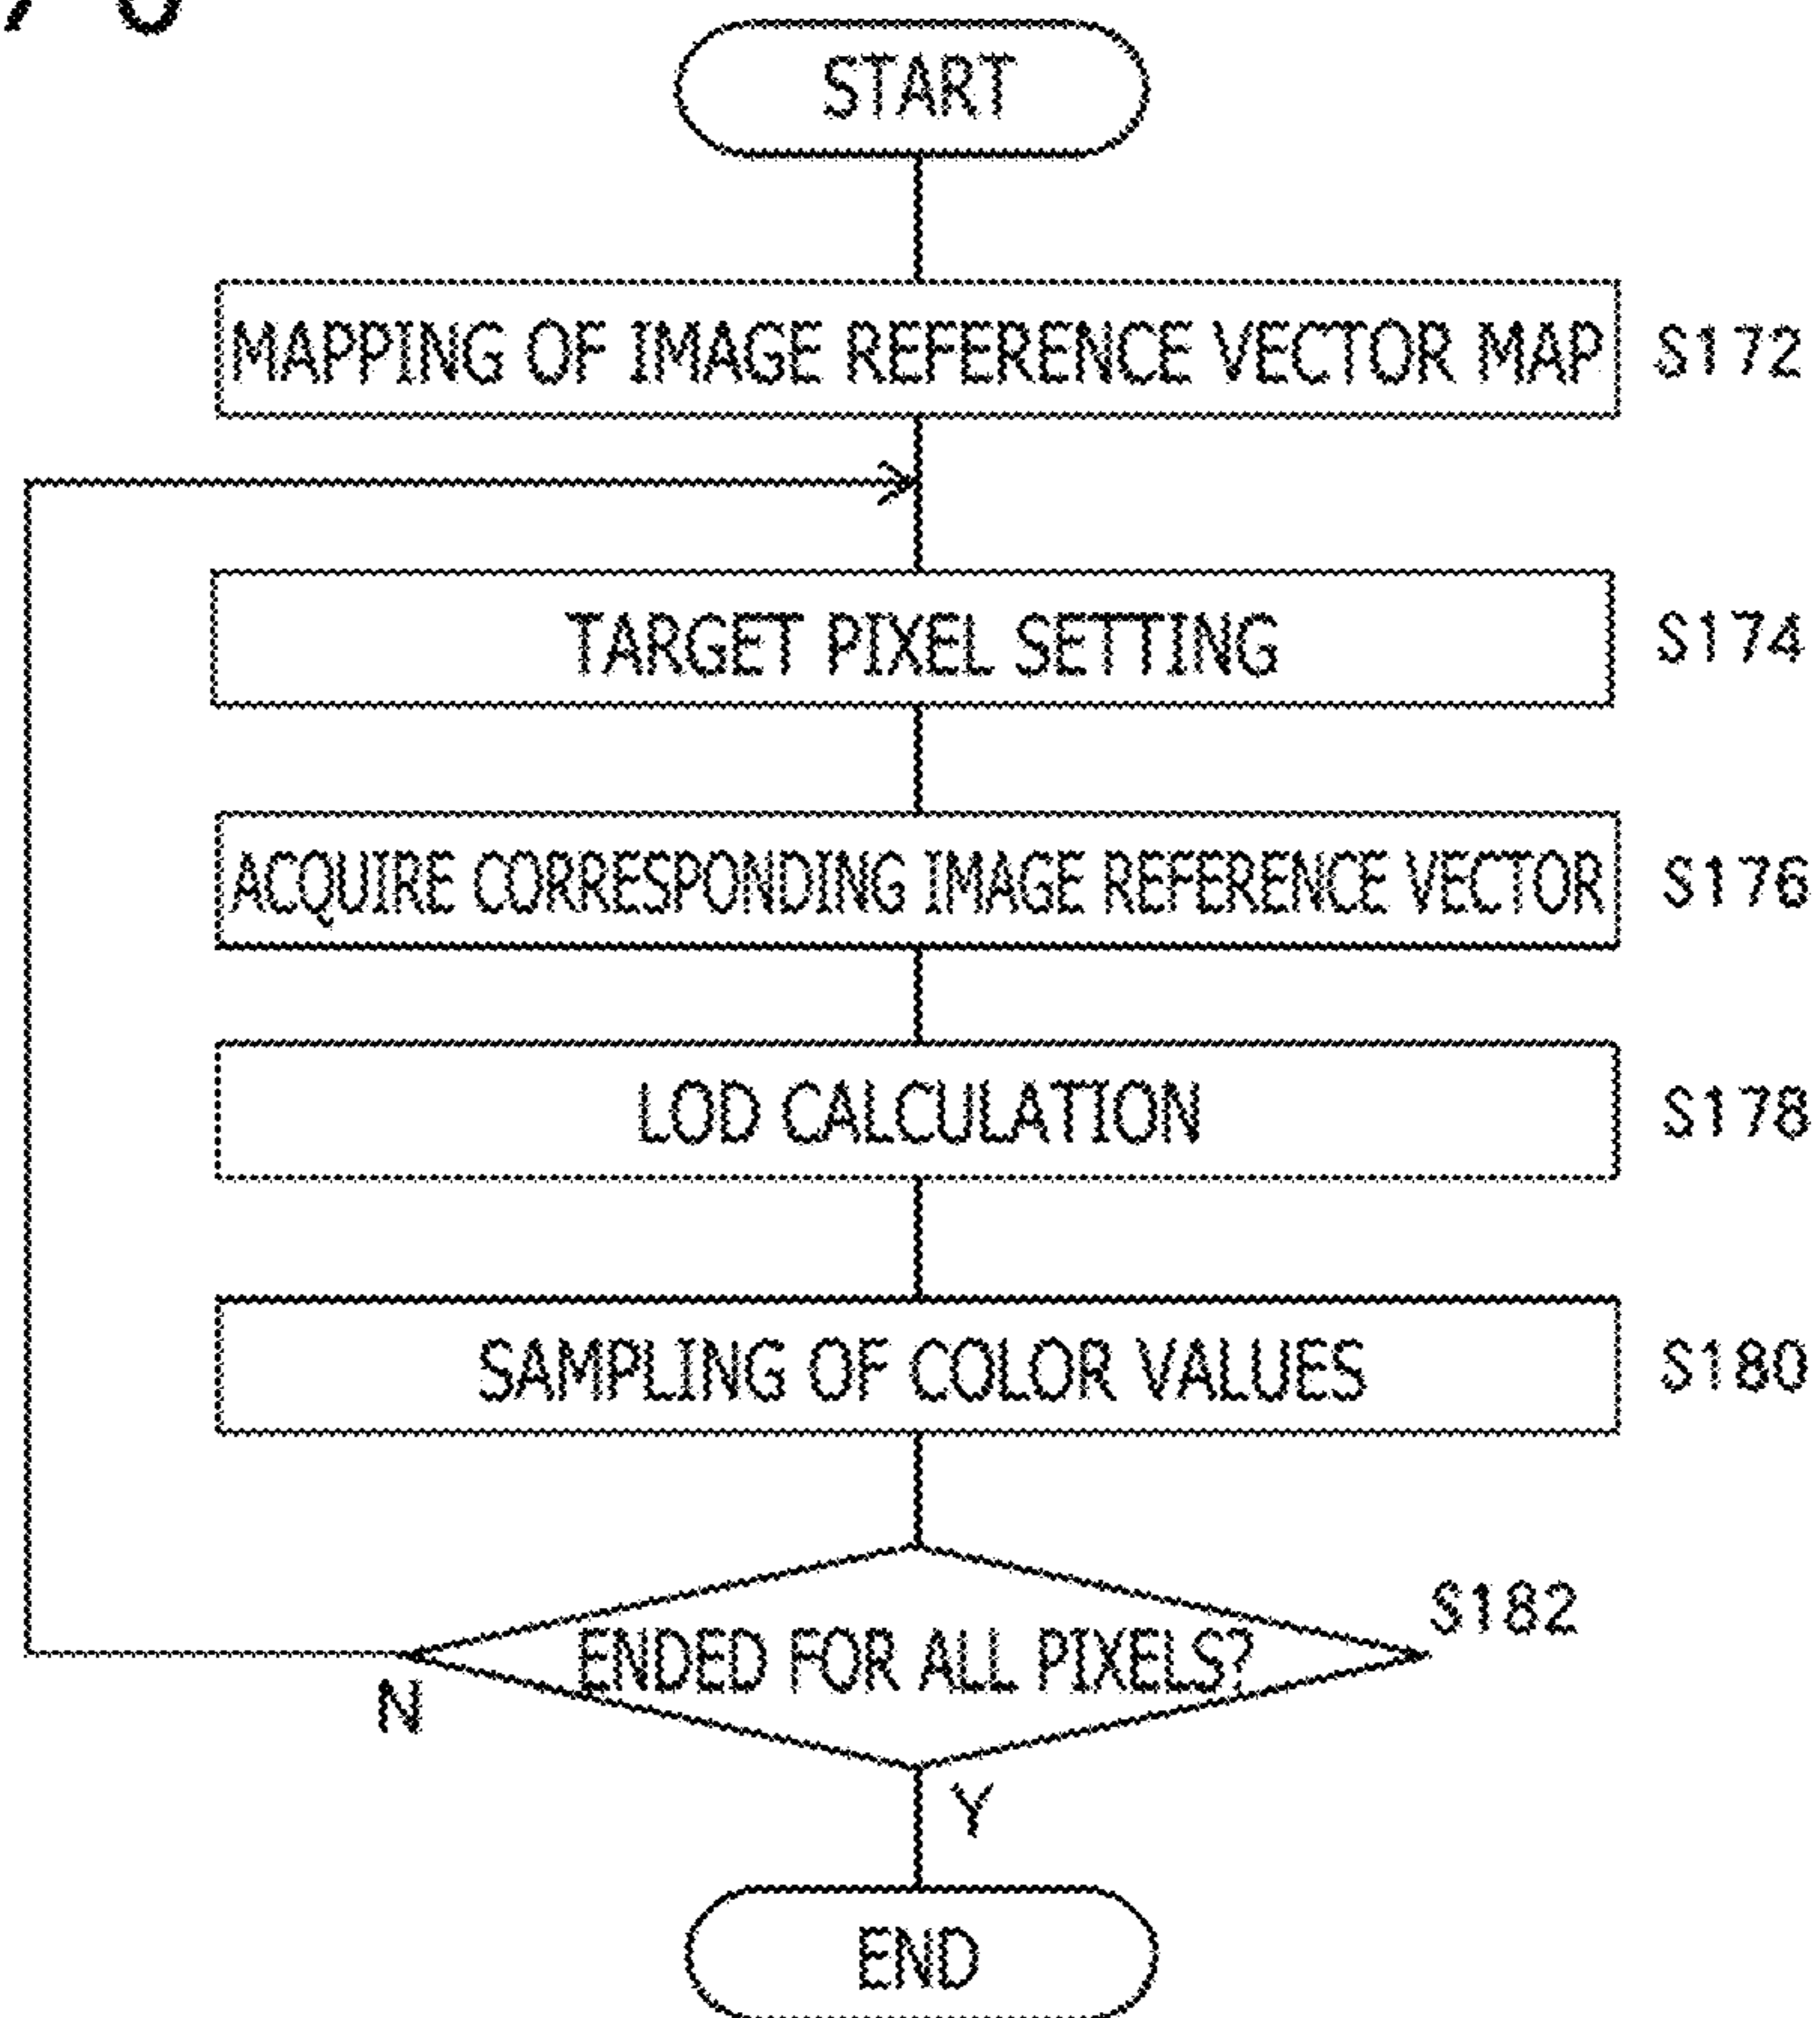 START
MAPPING OF IMAGE REFERENCE VECTOR MAP S172
TARGET PIXEL SETTING S174
ACQUIRE CORRESPONDING IMAGE REFERENCE VECTOR S176
LOD CALCULATION S178
SAMPLING OF COLOR VALUES S180
ENDED FOR ALL PIXELS? S182
N
Y
END